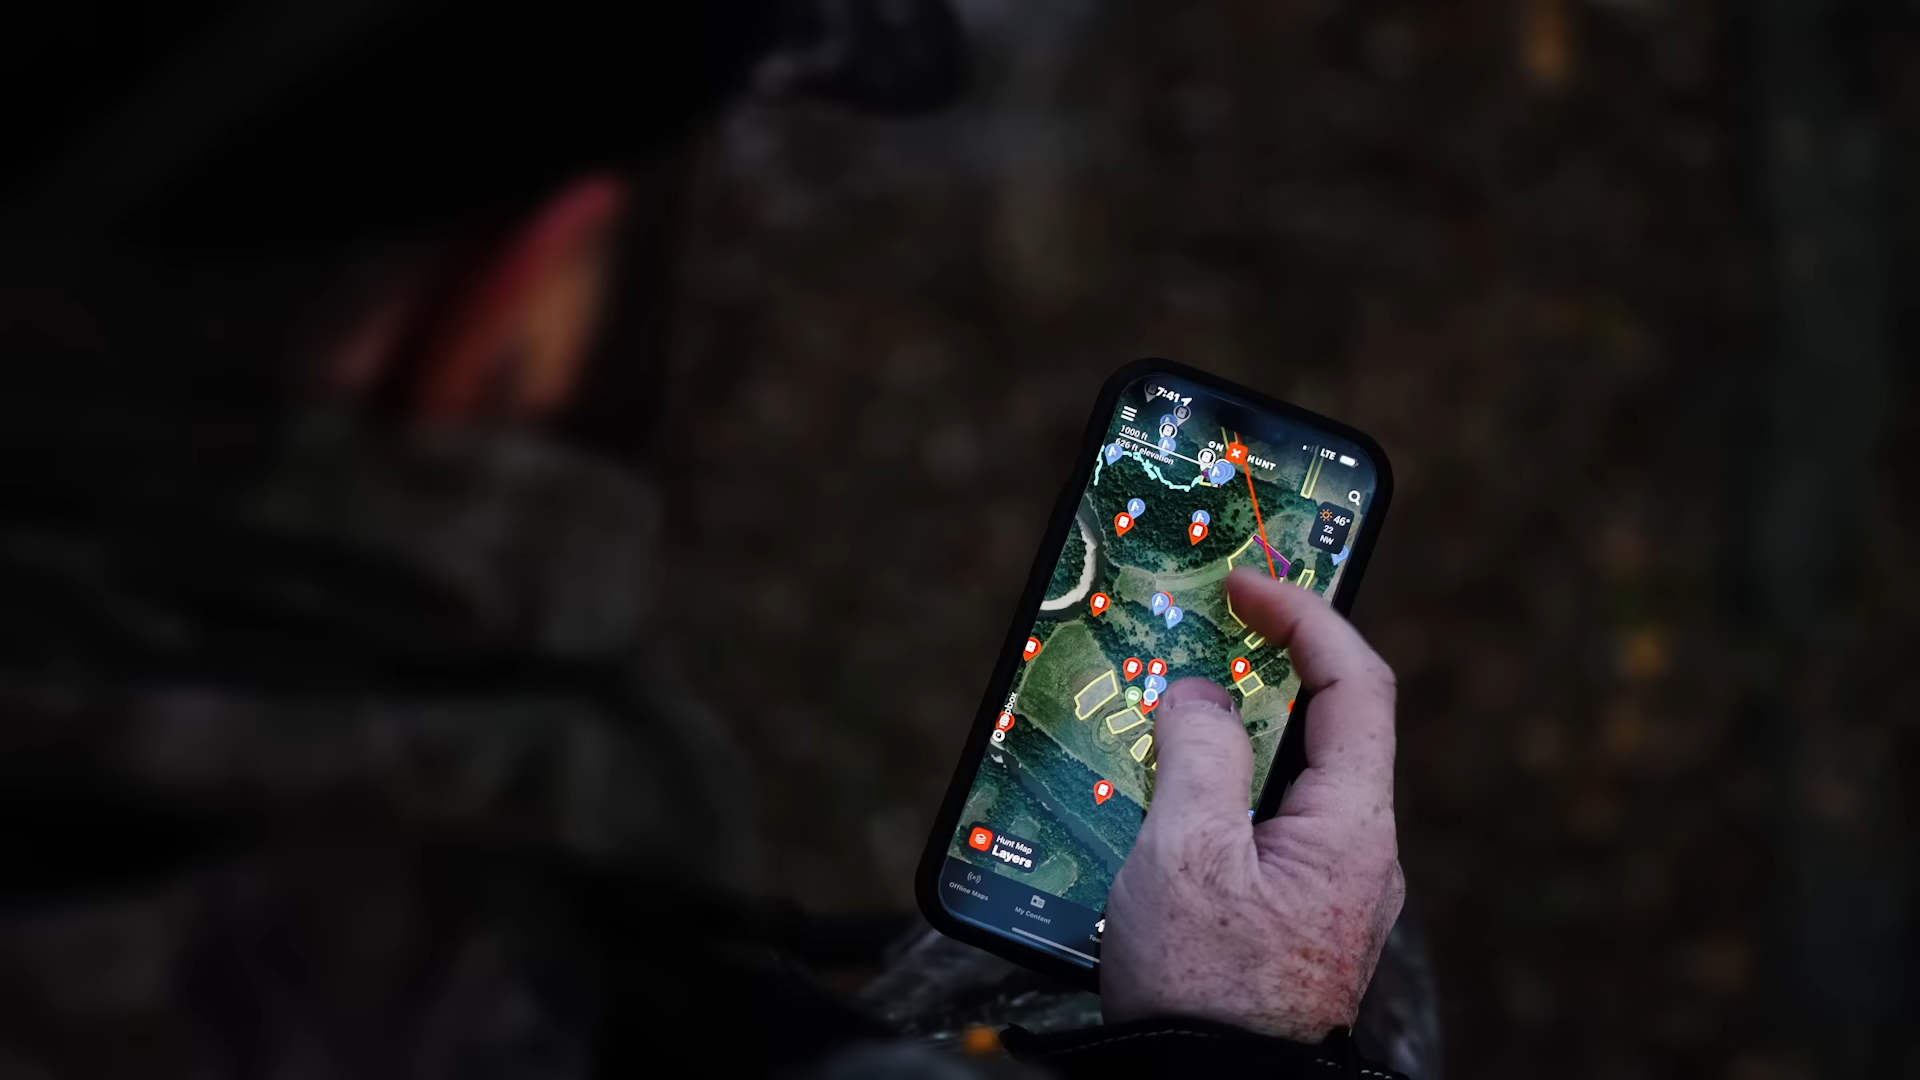 7:41
LTE
1000 ft
626 ft elevation
ON X HUNT
46°
22
NW
pbox
Hunt Map
Layers
Offline Maps
My Content